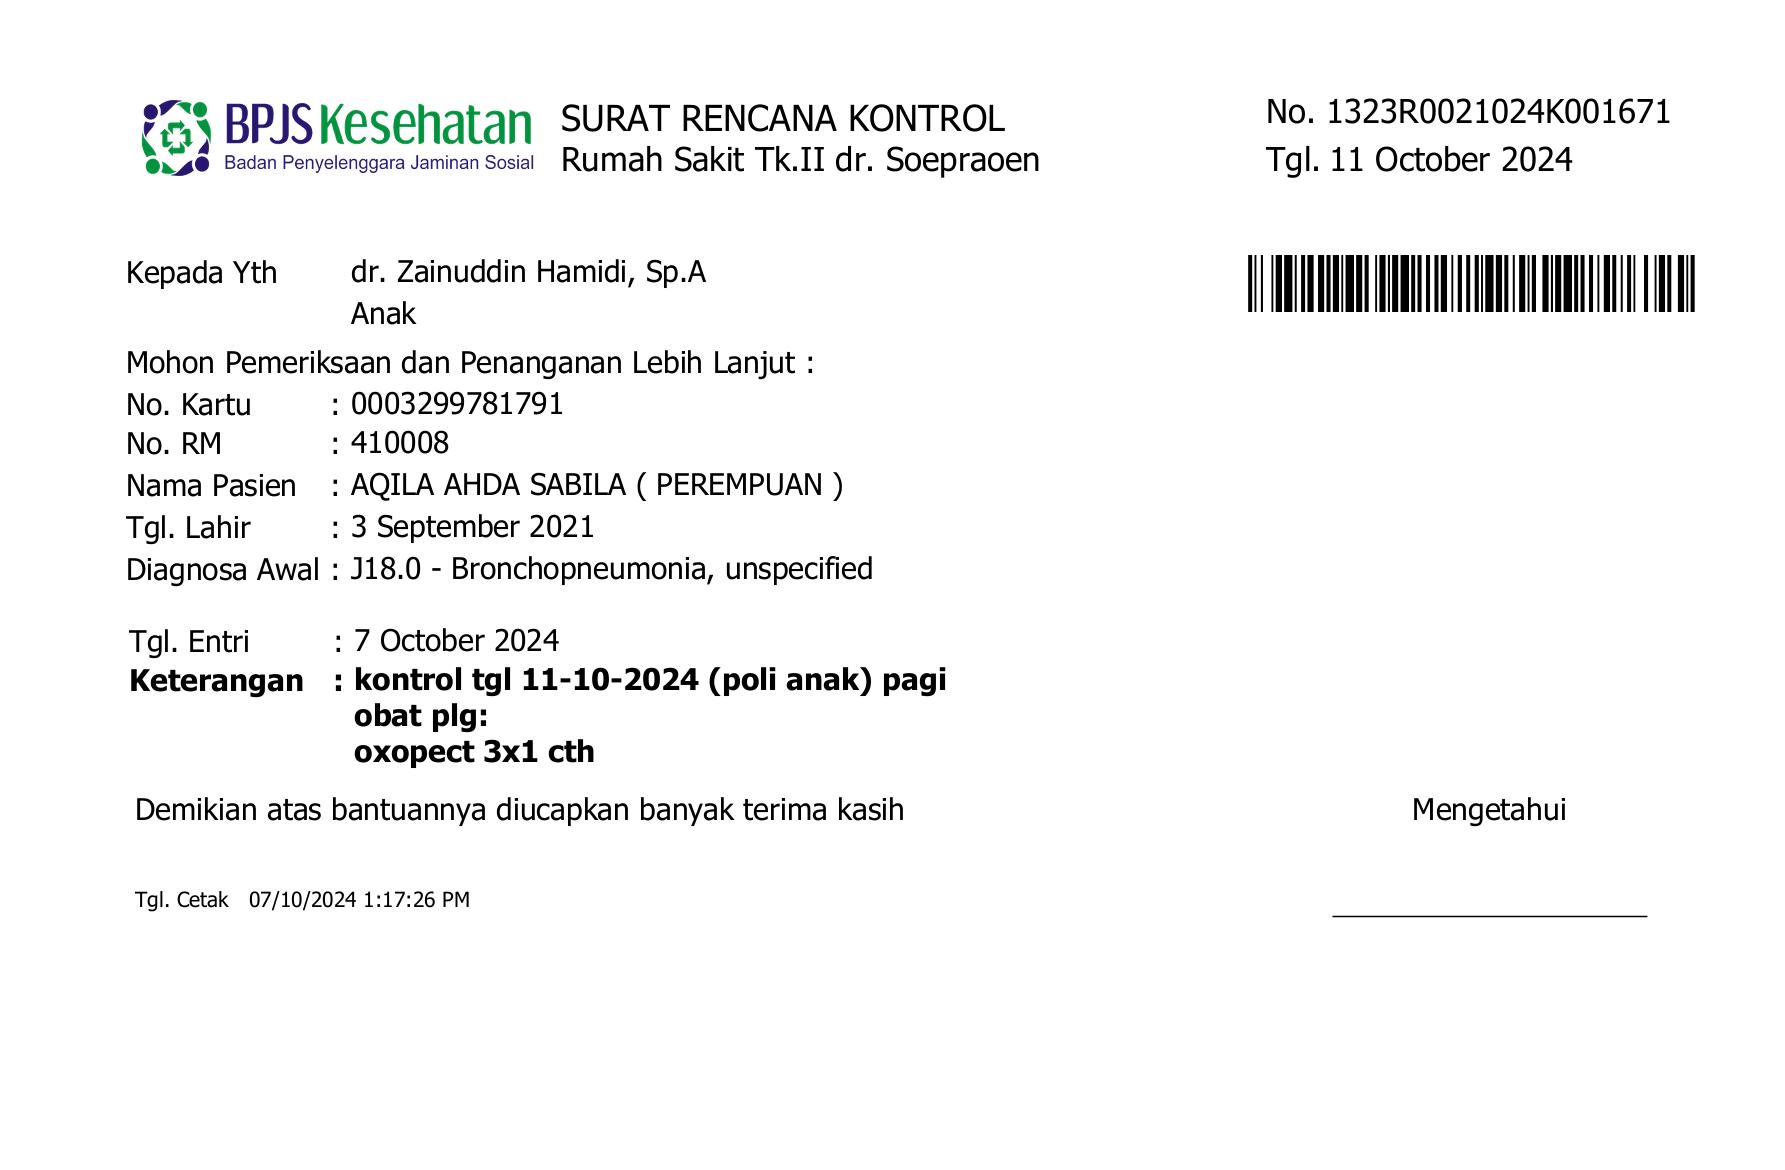 BPJS Kesehatan
Badan Penyelenggara Jaminan Sosial
SURAT RENCANA KONTROL
Rumah Sakit Tk.II dr. Soepraoen
No. 1323R0021024K001671
Tgl. 11 October 2024
Kepada Yth dr. Zainuddin Hamidi, Sp.A
Anak
Mohon Pemeriksaan dan Penanganan Lebih Lanjut :
No. Kartu : 0003299781791
No. RM : 410008
Nama Pasien : AQILA AHDA SABILA ( PEREMPUAN )
Tgl. Lahir : 3 September 2021
Diagnosa Awal : J18.0 - Bronchopneumonia, unspecified
Tgl. Entri : 7 October 2024
Keterangan : kontrol tgl 11-10-2024 (poli anak) pagi
obat plg:
oxopect 3x1 cth
Demikian atas bantuannya diucapkan banyak terima kasih
Mengetahui
Tgl. Cetak 07/10/2024 1:17:26 PM